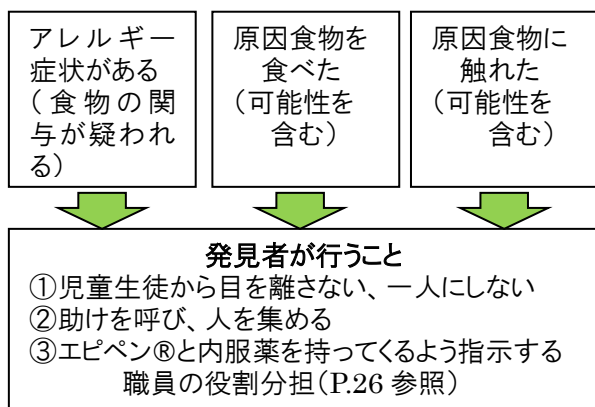 アレルギー
症状がある
（食物の関
与が疑われ
る）
原因食物を
食べた
（可能性を
含む）
原因食物に
触れた
（可能性を
含む）
発見者が行うこと
①児童生徒から目を離さない、一人にしない
②助けを呼び、人を集める
③エピペン®と内服薬を持ってくるよう指示する
職員の役割分担（P.26 参照）